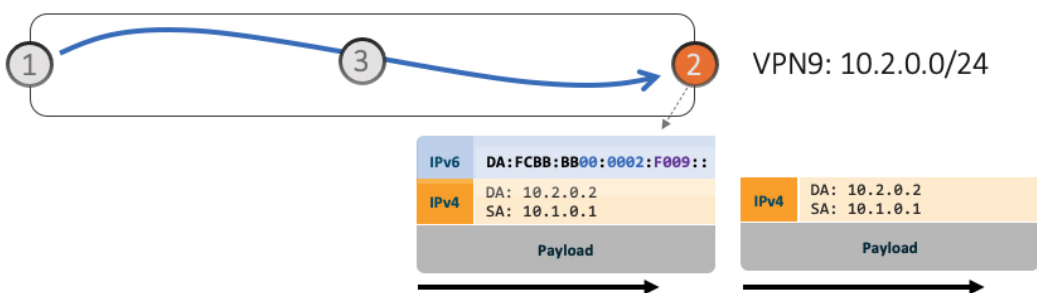 1
3
2
VPN9: 10.2.0.0/24
IPv6 DA:FCBB:BB00:0002:F009::
IPv4 DA: 10.2.0.2
SA: 10.1.0.1
Payload
IPv4 DA: 10.2.0.2
SA: 10.1.0.1
Payload